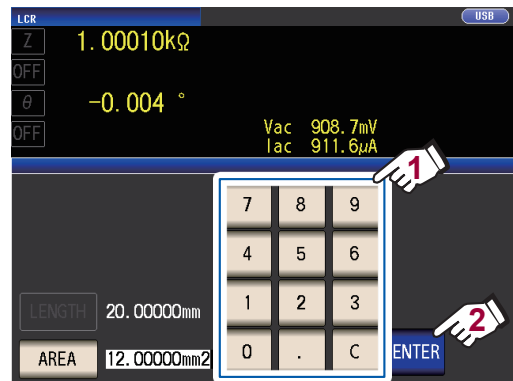 LCR USB
Z 1.00010kΩ
OFF
θ -0.004 °
OFF
Vac 908.7mV
Iac 911.6μA
1
7 8 9
4 5 6
1 2 3
0 . C
LENGTH 20.00000mm
AREA 12.00000mm2
ENTER
2